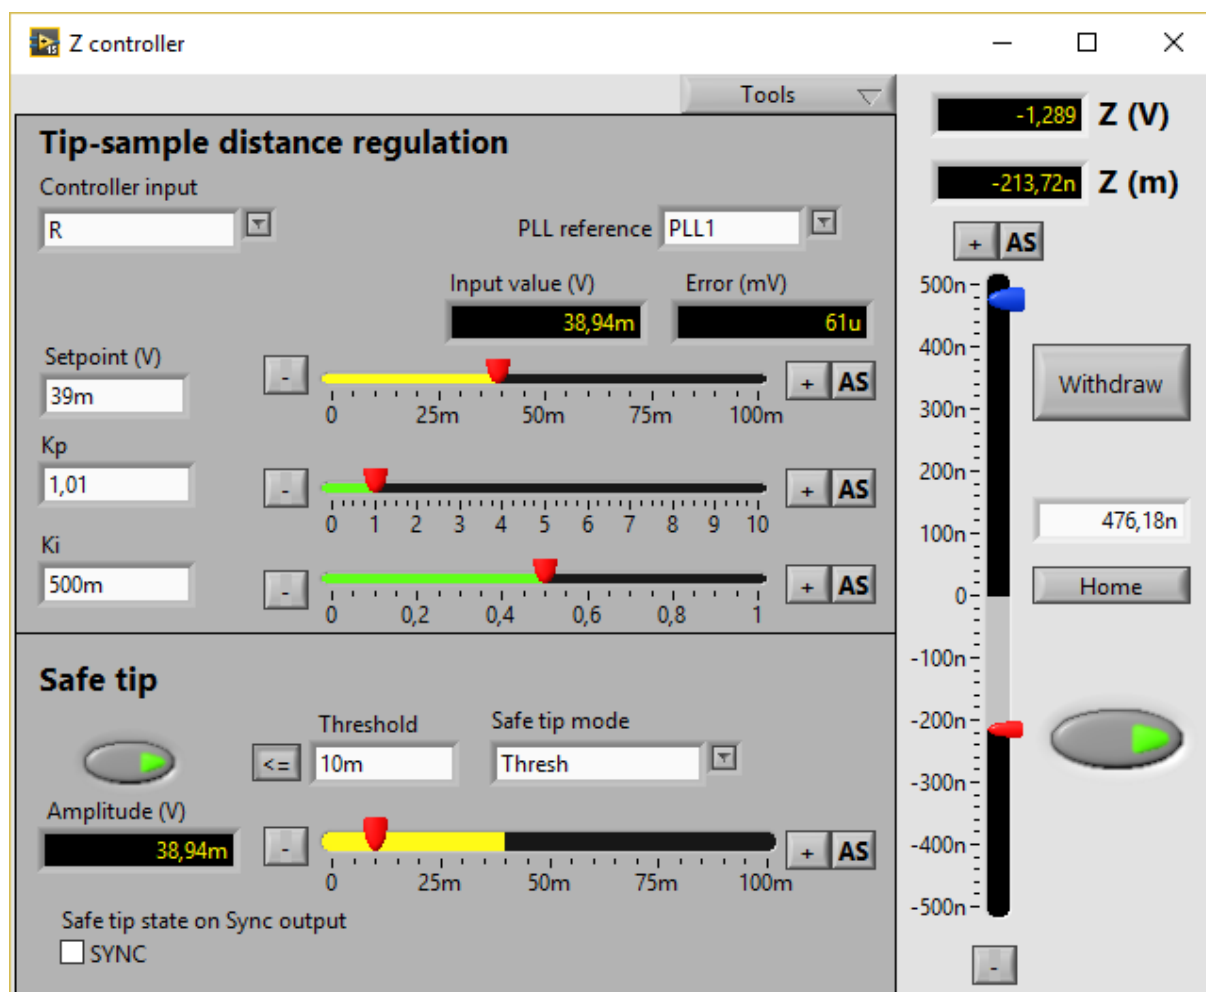 Z controller
Tools
Tip-sample distance regulation
Controller input
R
PLL reference PLL1
Input value (V) Error (mV)
38,94m 61u
Setpoint (V)
39m
- + AS
0 25m 50m 75m 100m
Kp
1,01
- + AS
0 1 2 3 4 5 6 7 8 9 10
Ki
500m
- + AS
0 0,2 0,4 0,6 0,8 1
Safe tip
Threshold Safe tip mode
<= 10m Thresh
Amplitude (V)
38,94m
- + AS
0 25m 50m 75m 100m
Safe tip state on Sync output
SYNC
-1,289 Z (V)
-213,72n Z (m)
+ AS
500n
400n
Withdraw
300n
200n
476,18n
100n
Home
0
-100n
-200n
-300n
-400n
-500n
-